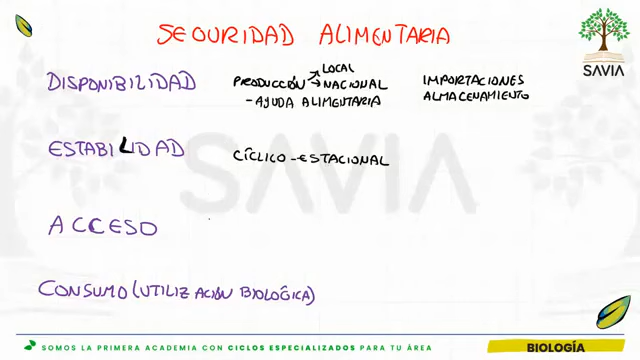 SEGURIDAD ALIMENTARIA
SAVIA
DISPONIBILIDAD
PRODUCCIÓN → LOCAL
→ NACIONAL
- AYUDA ALIMENTARIA
IMPORTACIONES
ALMACENAMIENTO
ESTABILIDAD
CÍCLICO - ESTACIONAL
SAVIA
ACCESO
CONSUMO (UTILIZACIÓN BIOLÓGICA)
SOMOS LA PRIMERA ACADEMIA CON CICLOS ESPECIALIZADOS PARA TU ÁREA
BIOLOGÍA